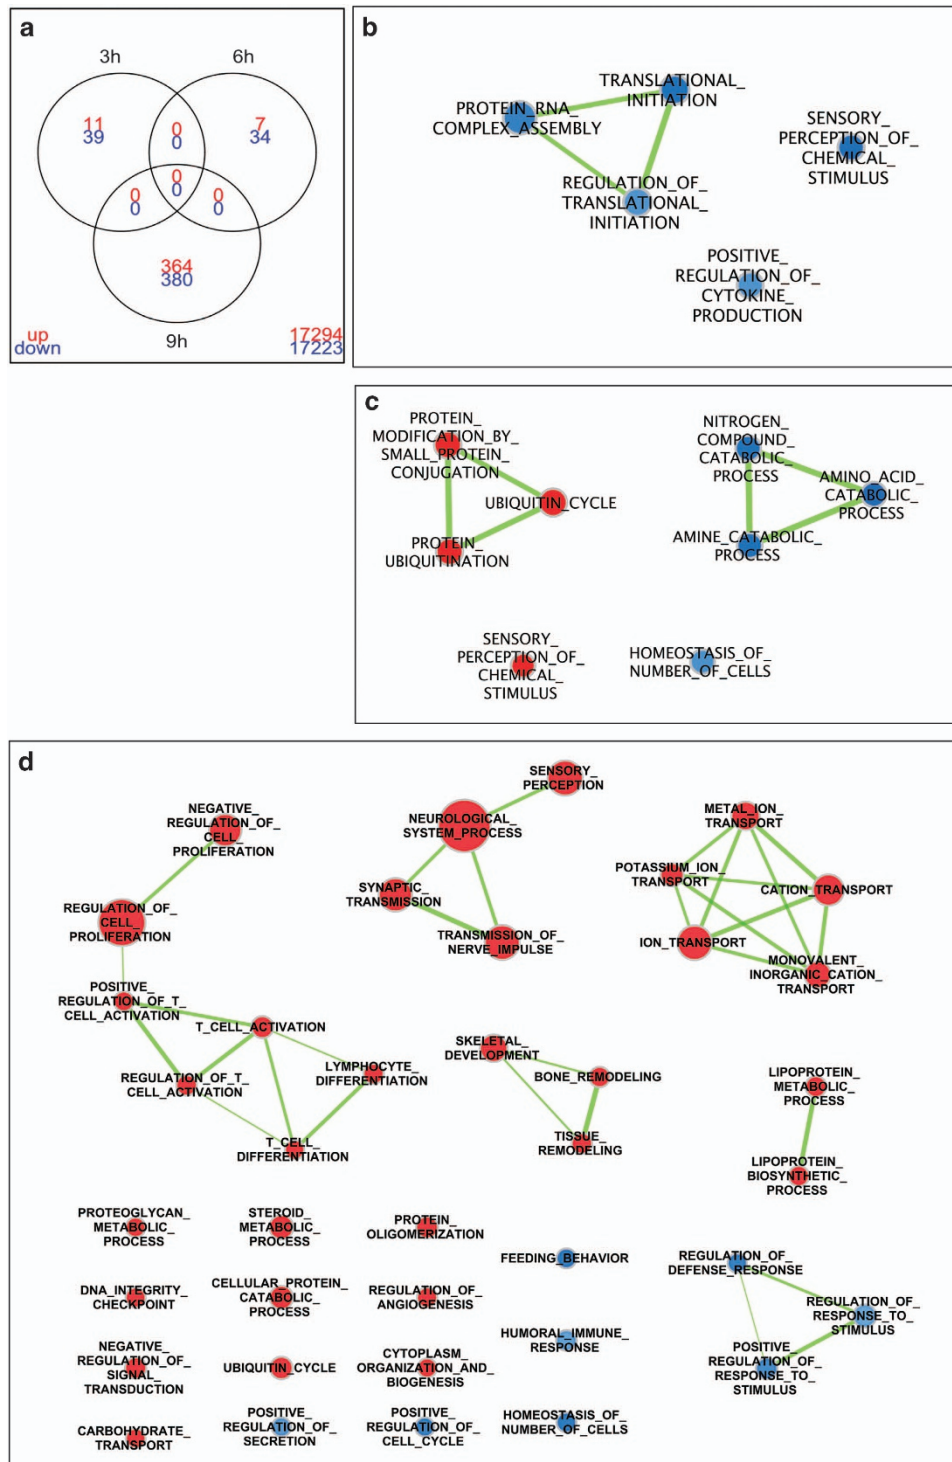 a
3h
6h
11
39
0
0
7
34
0
0
0
0
0
0
364
380
9h
up
down
17294
17223
b
PROTEIN_RNA_
COMPLEX_ASSEMBLY
TRANSLATIONAL_
INITIATION
REGULATION_OF_
TRANSLATIONAL_
INITIATION
SENSORY_
PERCEPTION_OF_
CHEMICAL_
STIMULUS
POSITIVE_
REGULATION_OF_
CYTOKINE_
PRODUCTION
c
PROTEIN_
MODIFICATION_BY_
SMALL_PROTEIN_
CONJUGATION
UBIQUITIN_CYCLE
PROTEIN_
UBIQUITINATION
NITROGEN_
COMPOUND_
CATABOLIC_
PROCESS
AMINO_ACID_
CATABOLIC_
PROCESS
AMINE_CATABOLIC_
PROCESS
SENSORY_
PERCEPTION_OF_
CHEMICAL_
STIMULUS
HOMEOSTASIS_OF_
NUMBER_OF_CELLS
d
NEGATIVE_
REGULATION_OF_
CELL_
PROLIFERATION
REGULATION_OF_
CELL_
PROLIFERATION
POSITIVE_
REGULATION_OF_T_
CELL_ACTIVATION
T_CELL_ACTIVATION
REGULATION_OF_T_
CELL_ACTIVATION
LYMPHOCYTE_
DIFFERENTIATION
T_CELL_
DIFFERENTIATION
SENSORY_
PERCEPTION
NEUROLOGICAL_
SYSTEM_PROCESS
SYNAPTIC_
TRANSMISSION
TRANSMISSION_OF_
NERVE_IMPULSE
METAL_ION_
TRANSPORT
POTASSIUM_ION_
TRANSPORT
CATION_TRANSPORT
ION_TRANSPORT
MONOVALENT_
INORGANIC_CATION_
TRANSPORT
SKELETAL_
DEVELOPMENT
BONE_REMODELING
TISSUE_
REMODELING
LIPOPROTEIN_
METABOLIC_
PROCESS
LIPOPROTEIN_
BIOSYNTHETIC_
PROCESS
PROTEOGLYCAN_
METABOLIC_
PROCESS
STEROID_
METABOLIC_
PROCESS
PROTEIN_
OLIGOMERIZATION
FEEDING_BEHAVIOR
REGULATION_OF_
DEFENSE_RESPONSE
REGULATION_OF_
RESPONSE_TO_
STIMULUS
POSITIVE_
REGULATION_OF_
RESPONSE_TO_
STIMULUS
DNA_INTEGRITY_
CHECKPOINT
CELLULAR_PROTEIN_
CATABOLIC_
PROCESS
REGULATION_OF_
ANGIOGENESIS
HUMORAL_IMMUNE_
RESPONSE
NEGATIVE_
REGULATION_OF_
SIGNAL_
TRANSDUCTION
UBIQUITIN_CYCLE
CYTOPLASM_
ORGANIZATION_AND_
BIOGENESIS
CARBOHYDRATE_
TRANSPORT
POSITIVE_
REGULATION_OF_
SECRETION
POSITIVE_
REGULATION_OF_
CELL_CYCLE
HOMEOSTASIS_OF_
NUMBER_OF_CELLS